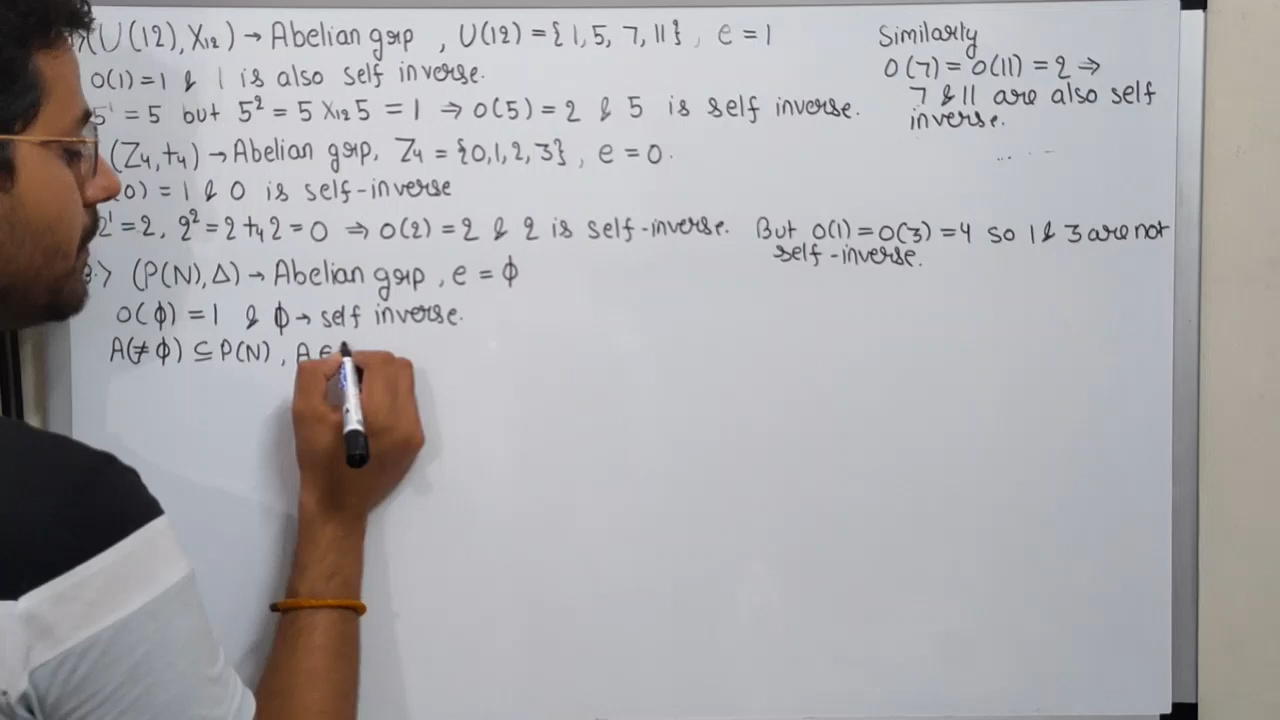 (U(12), X₁₂) → Abelian grp , U(12) = {1, 5, 7, 11} , e = 1
O(1) = 1 & 1 is also self inverse.
5¹ = 5 but 5² = 5 X₁₂ 5 = 1 ⇒ O(5) = 2 & 5 is self inverse.
Similarly
O(7) = O(11) = 2 ⇒
7 & 11 are also self
inverse.
(Z₄, +₄) → Abelian grp, Z₄ = {0, 1, 2, 3} , e = 0.
(0) = 1 & 0 is self-inverse
2¹ = 2, 2² = 2 +₄ 2 = 0 ⇒ O(2) = 2 & 2 is self-inverse. But O(1) = O(3) = 4 so 1 & 3 are not
self-inverse.
3.> (P(N), Δ) → Abelian grp , e = ϕ
O(ϕ) = 1 & ϕ → self inverse.
A(≠ ϕ) ⊆ P(N) , A ∈